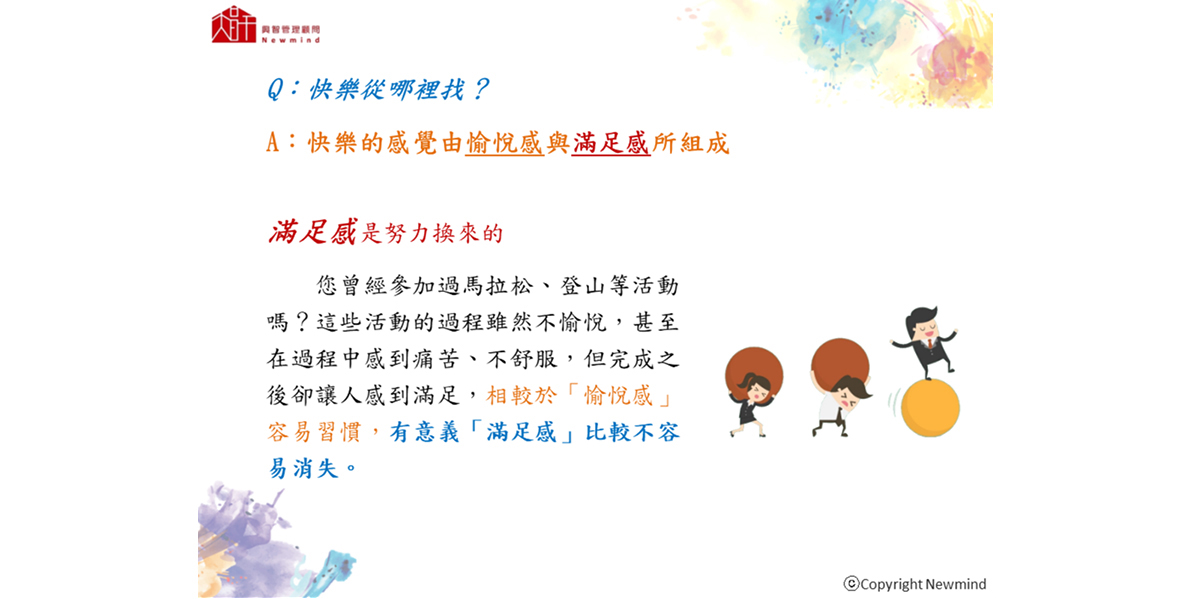 興智管理顧問
Newmind
Q：快樂從哪裡找？
A：快樂的感覺由愉悅感與滿足感所組成
滿足感是努力換來的
您曾經參加過馬拉松、登山等活動
嗎？這些活動的過程雖然不愉悅，甚至
在過程中感到痛苦、不舒服，但完成之
後卻讓人感到滿足，相較於「愉悅感」
容易習慣，有意義「滿足感」比較不容
易消失。
ⓒCopyright Newmind